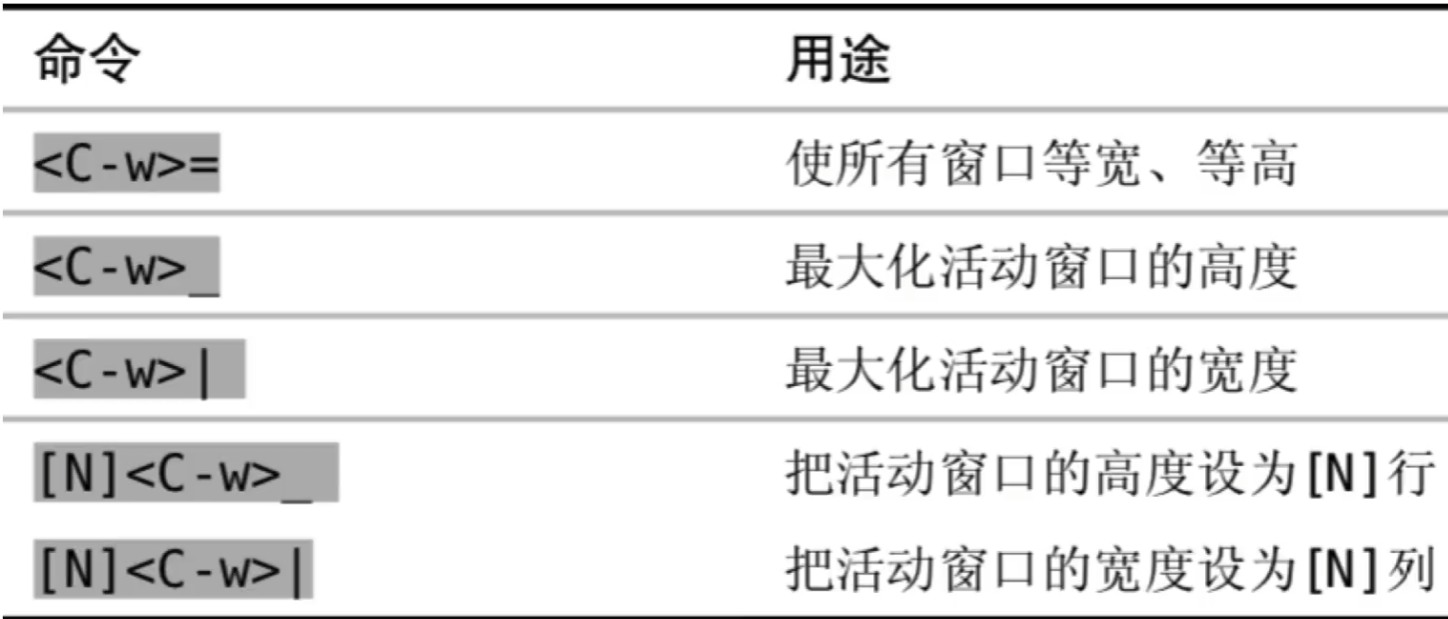 命令 用途
<C-w>= 使所有窗口等宽、等高
<C-w>_ 最大化活动窗口的高度
<C-w>| 最大化活动窗口的宽度
[N]<C-w>_ 把活动窗口的高度设为[N]行
[N]<C-w>| 把活动窗口的宽度设为[N]列